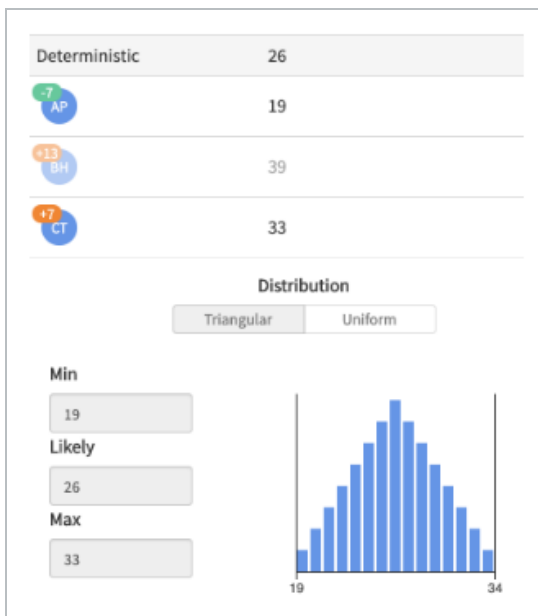 Deterministic 26
-7
AP 19
+13
BH 39
+7
CT 33
Distribution
Triangular Uniform
Min
19
Likely
26
Max
33
19 34